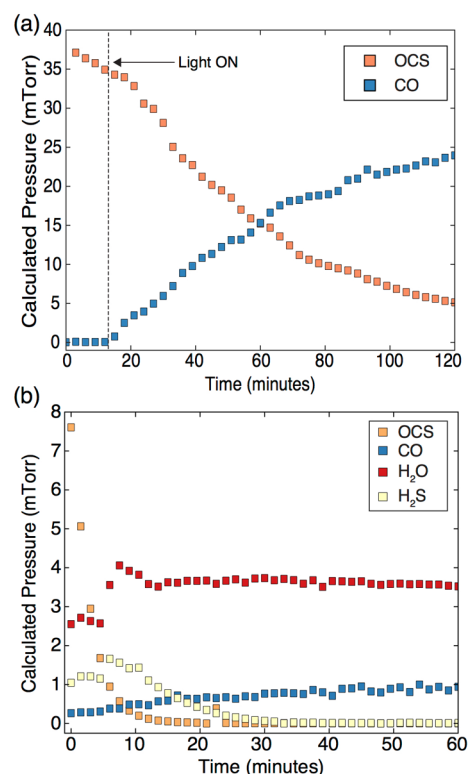 (a)
40
35
30
25
20
15
10
5
0
Calculated Pressure (mTorr)
Light ON
OCS
CO
0
20
40
60
80
100
120
Time (minutes)
(b)
8
7
6
5
4
3
2
1
0
Calculated Pressure (mTorr)
OCS
CO
H₂O
H₂S
0
10
20
30
40
50
60
Time (minutes)